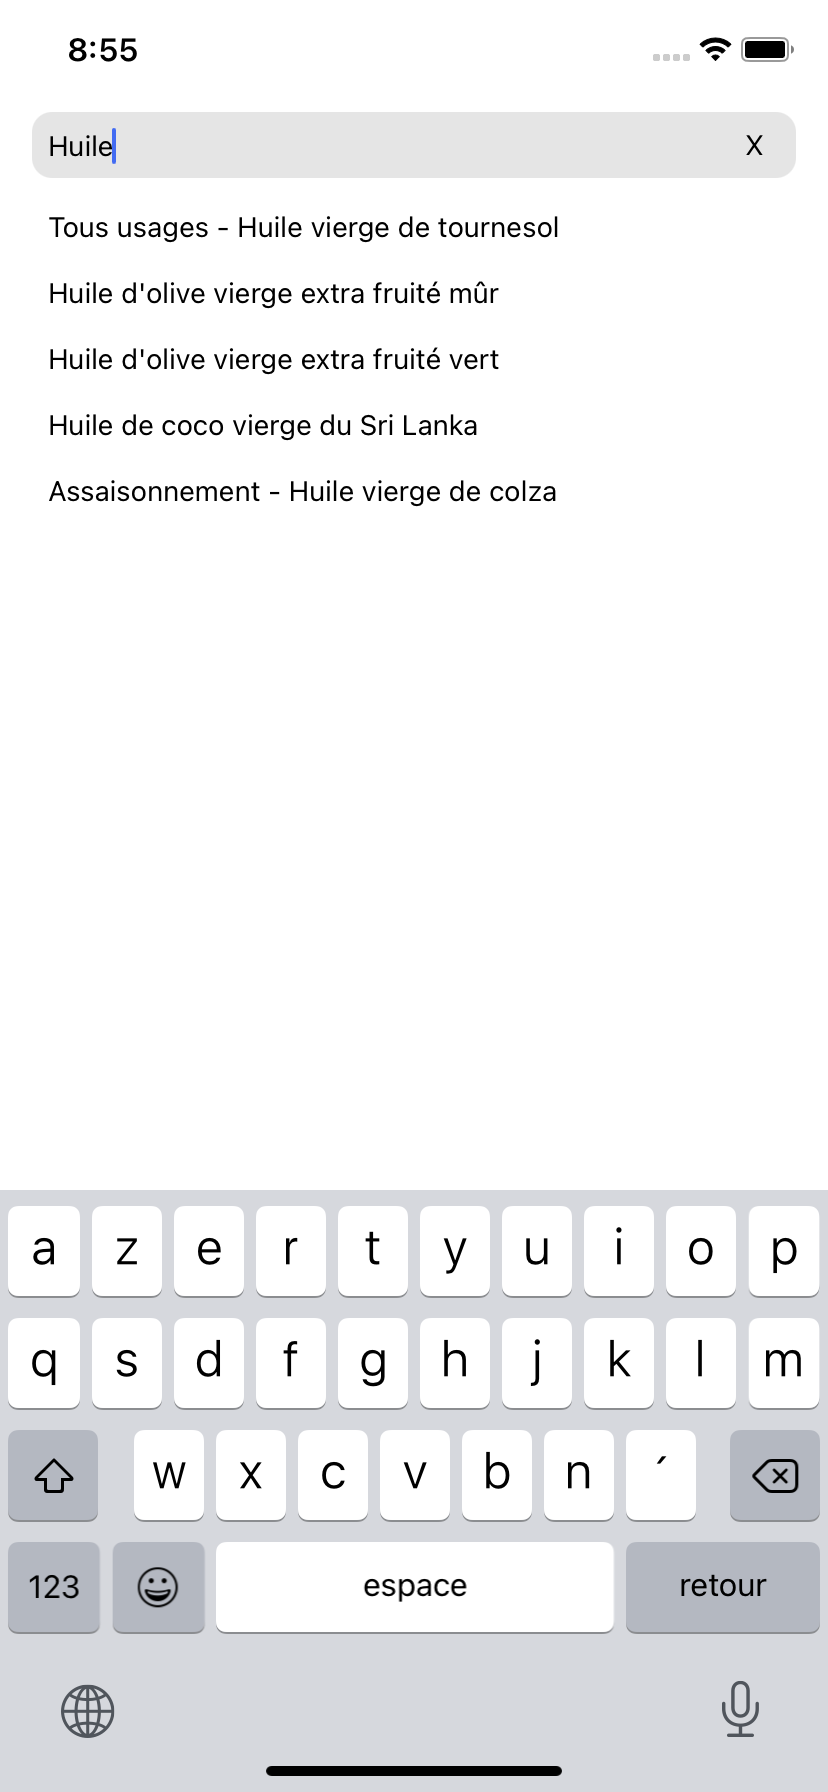 8:55
Huile X
Tous usages - Huile vierge de tournesol
Huile d'olive vierge extra fruité mûr
Huile d'olive vierge extra fruité vert
Huile de coco vierge du Sri Lanka
Assaisonnement - Huile vierge de colza
a z e r t y u i o p
q s d f g h j k l m
w x c v b n ´
123 espace retour